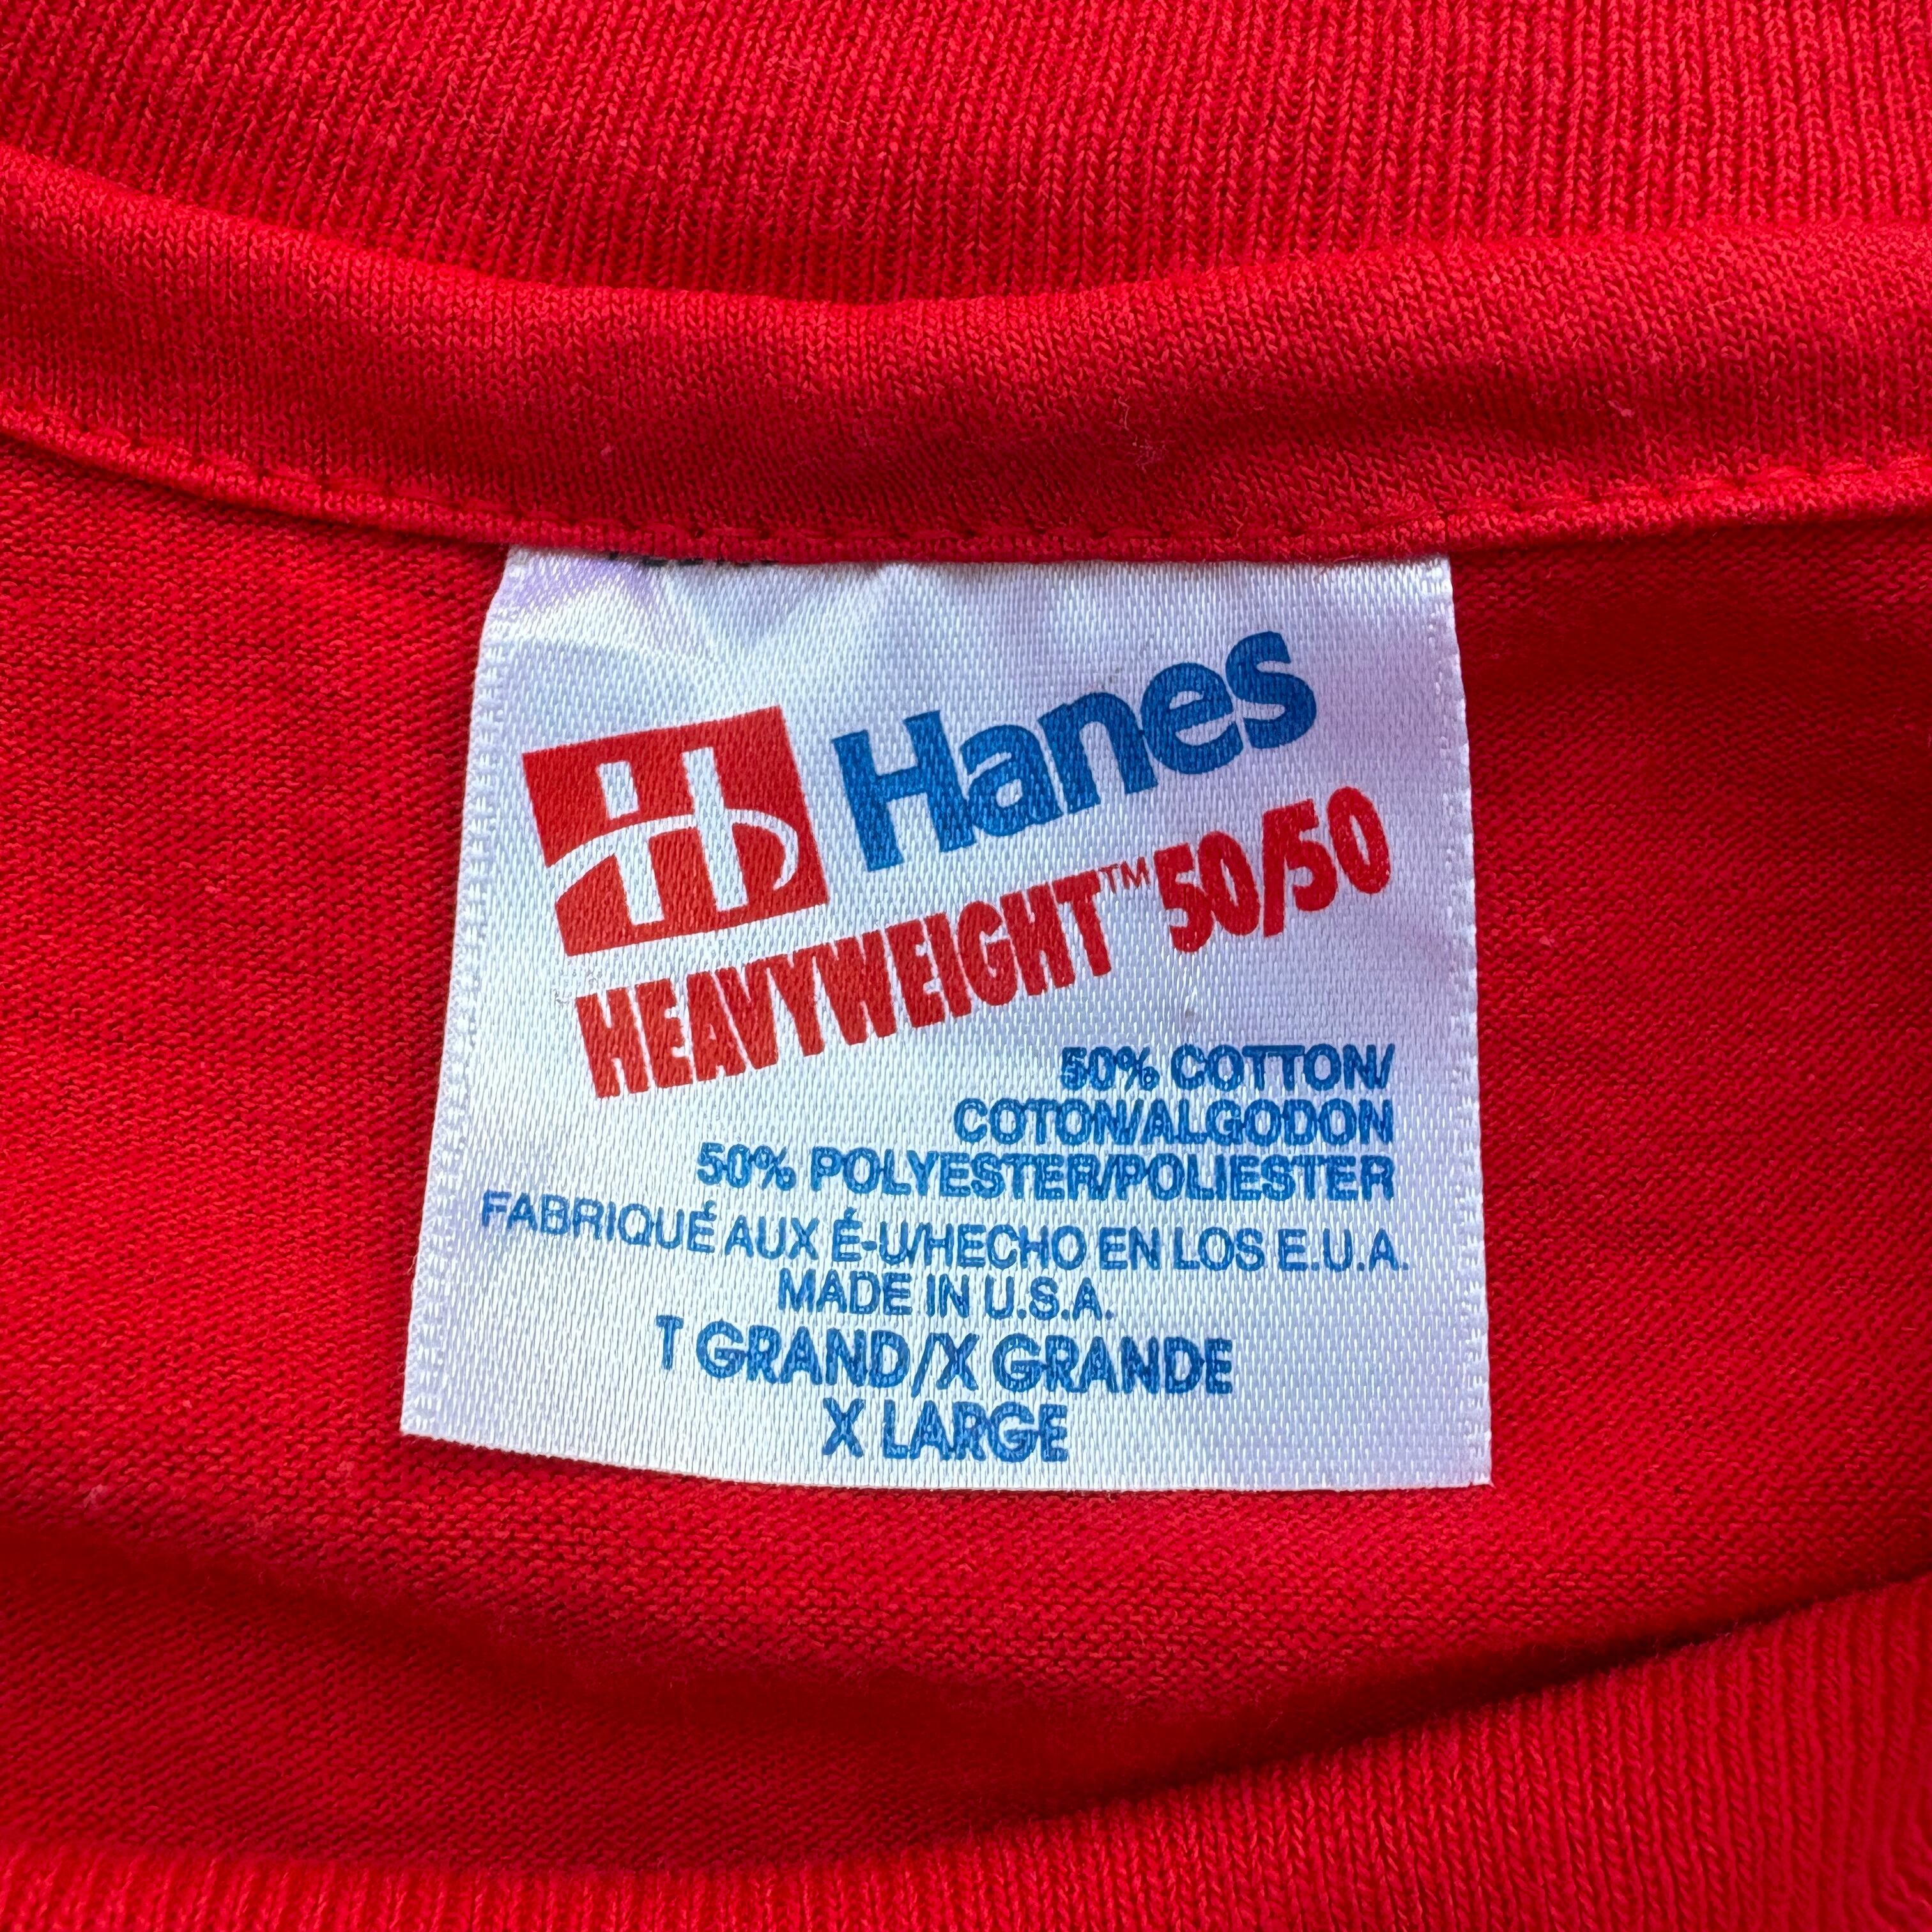 Hanes
HEAVYWEIGHT™ 50/50
50% COTTON/
COTON/ALGODON
50% POLYESTER/POLIESTER
FABRIQUÉ AUX É-U/HECHO EN LOS E.U.A.
MADE IN U.S.A.
T GRAND/X GRANDE
X LARGE